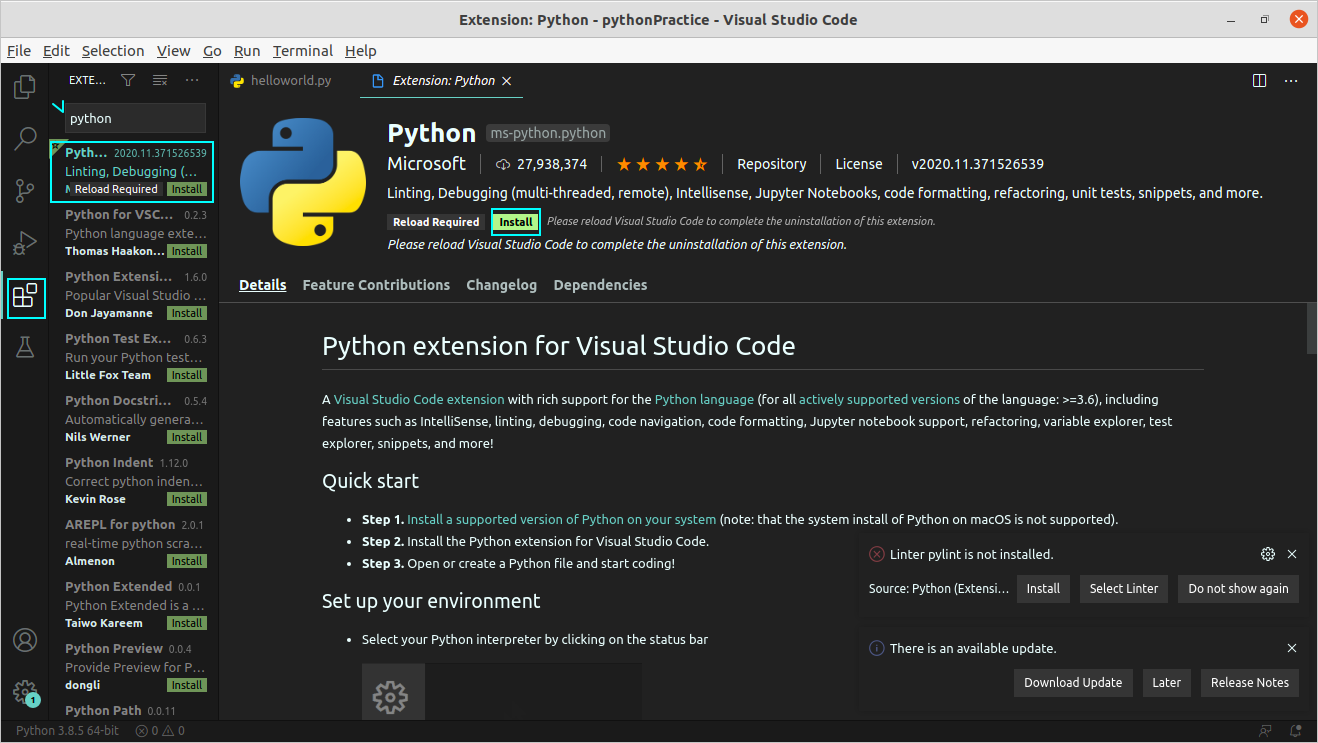 Extension: Python - pythonPractice - Visual Studio Code
File Edit Selection View Go Run Terminal Help
EXTE...
python
Pyth... 2020.11.371526539
Linting, Debugging (...
Reload Required Install
Python for VSC... 0.2.3
Python language exte...
Thomas Haakon... Install
Python Extensi... 1.6.0
Popular Visual Studio ...
Don Jayamanne Install
Python Test Ex... 0.6.3
Run your Python test...
Little Fox Team Install
Python Docstri... 0.5.4
Automatically genera...
Nils Werner Install
Python Indent 1.12.0
Correct python inden...
Kevin Rose Install
AREPL for python 2.0.1
real-time python scra...
Almenon Install
Python Extended 0.0.1
Python Extended is a ...
Taiwo Kareem Install
Python Preview 0.0.4
Provide Preview for P...
dongli Install
Python Path 0.0.11
1
helloworld.py Extension: Python
Python ms-python.python
Microsoft 27,938,374 Repository License v2020.11.371526539
Linting, Debugging (multi-threaded, remote), Intellisense, Jupyter Notebooks, code formatting, refactoring, unit tests, snippets, and more.
Reload Required Install Please reload Visual Studio Code to complete the uninstallation of this extension.
Please reload Visual Studio Code to complete the uninstallation of this extension.
Details Feature Contributions Changelog Dependencies
Python extension for Visual Studio Code
A Visual Studio Code extension with rich support for the Python language (for all actively supported versions of the language: >=3.6), including
features such as IntelliSense, linting, debugging, code navigation, code formatting, Jupyter notebook support, refactoring, variable explorer, test
explorer, snippets, and more!
Quick start
• Step 1. Install a supported version of Python on your system (note: that the system install of Python on macOS is not supported).
• Step 2. Install the Python extension for Visual Studio Code.
• Step 3. Open or create a Python file and start coding!
Set up your environment
• Select your Python interpreter by clicking on the status bar
Linter pylint is not installed.
Source: Python (Extensi... Install Select Linter Do not show again
There is an available update.
Download Update Later Release Notes
Python 3.8.5 64-bit 0 0